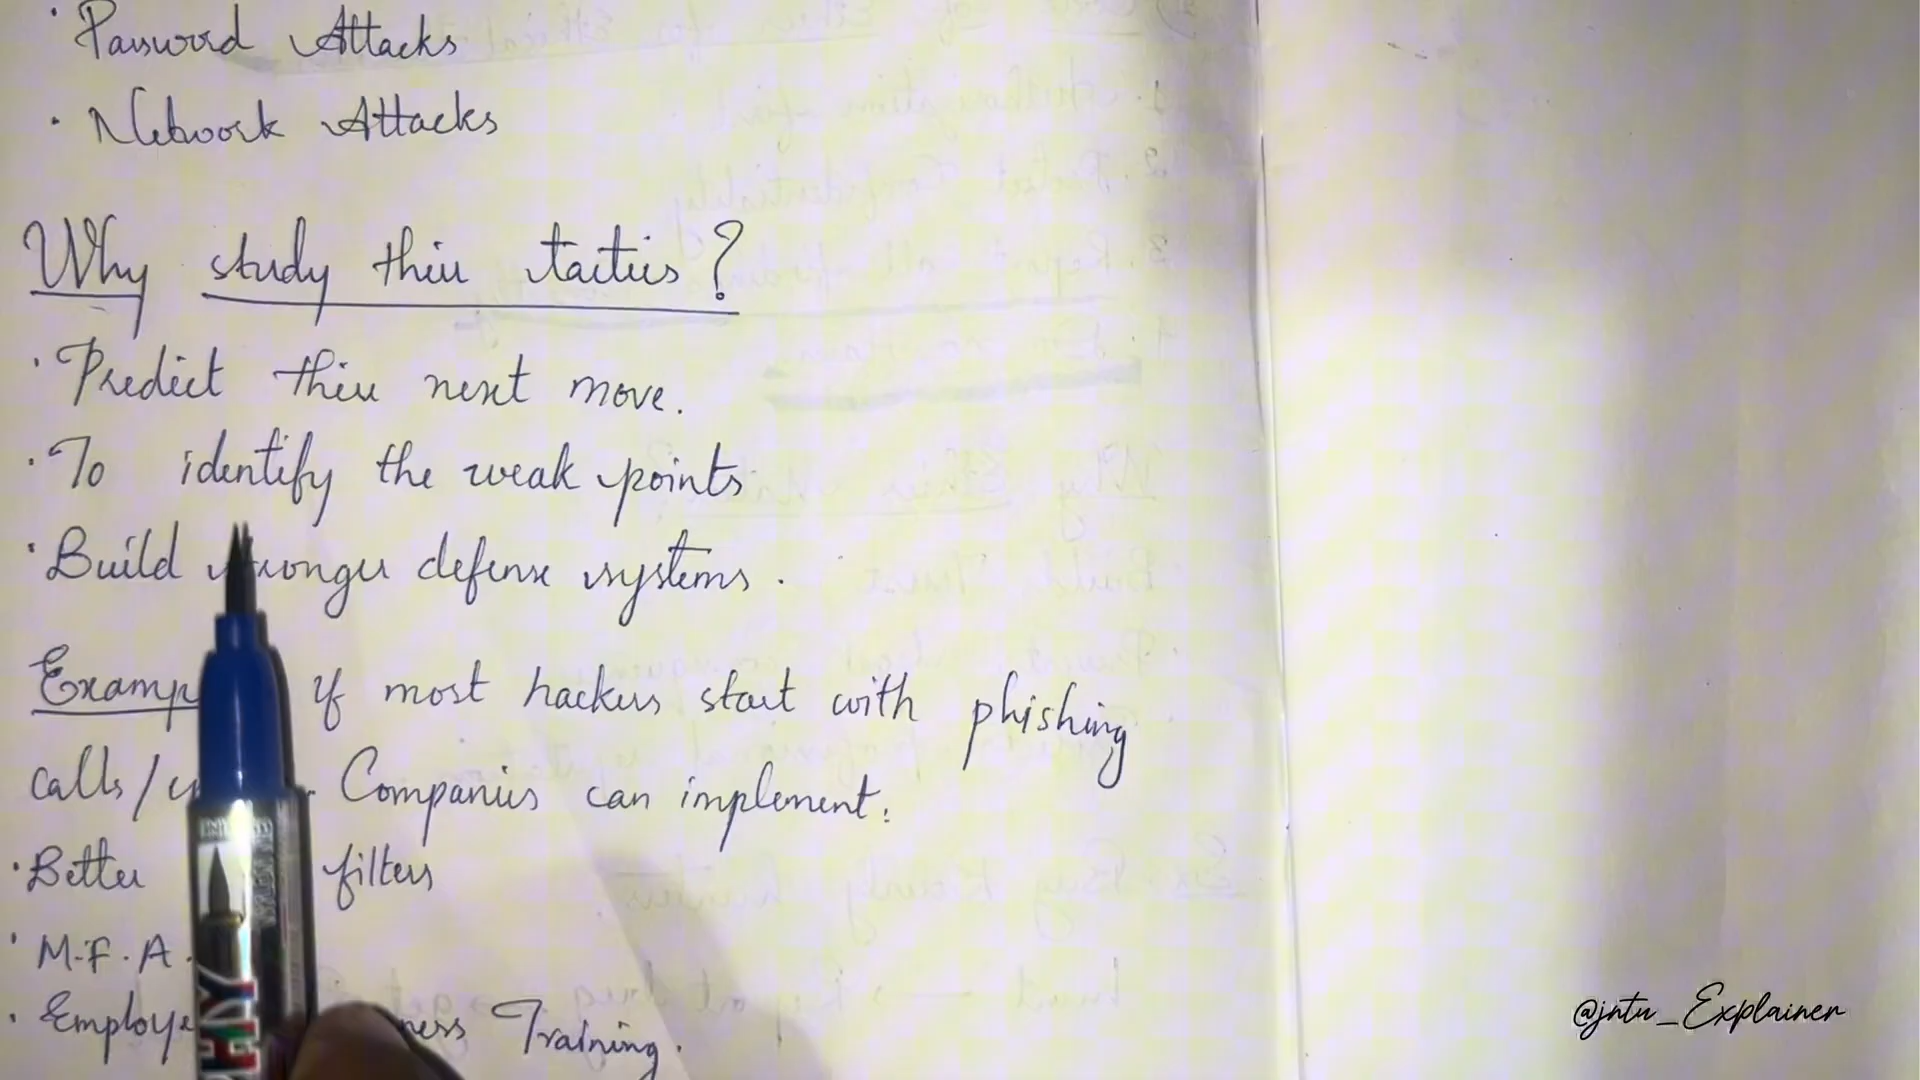 · Password Attacks
· Network Attacks
Why study their tactics?
· Predict their next move.
· To identify the weak points
· Build stronger defense systems.
If most hackers start with phishing
calls/ Companies can implement:
· Better filters
· M.F.A.
· Training.
@jntu_Explainer